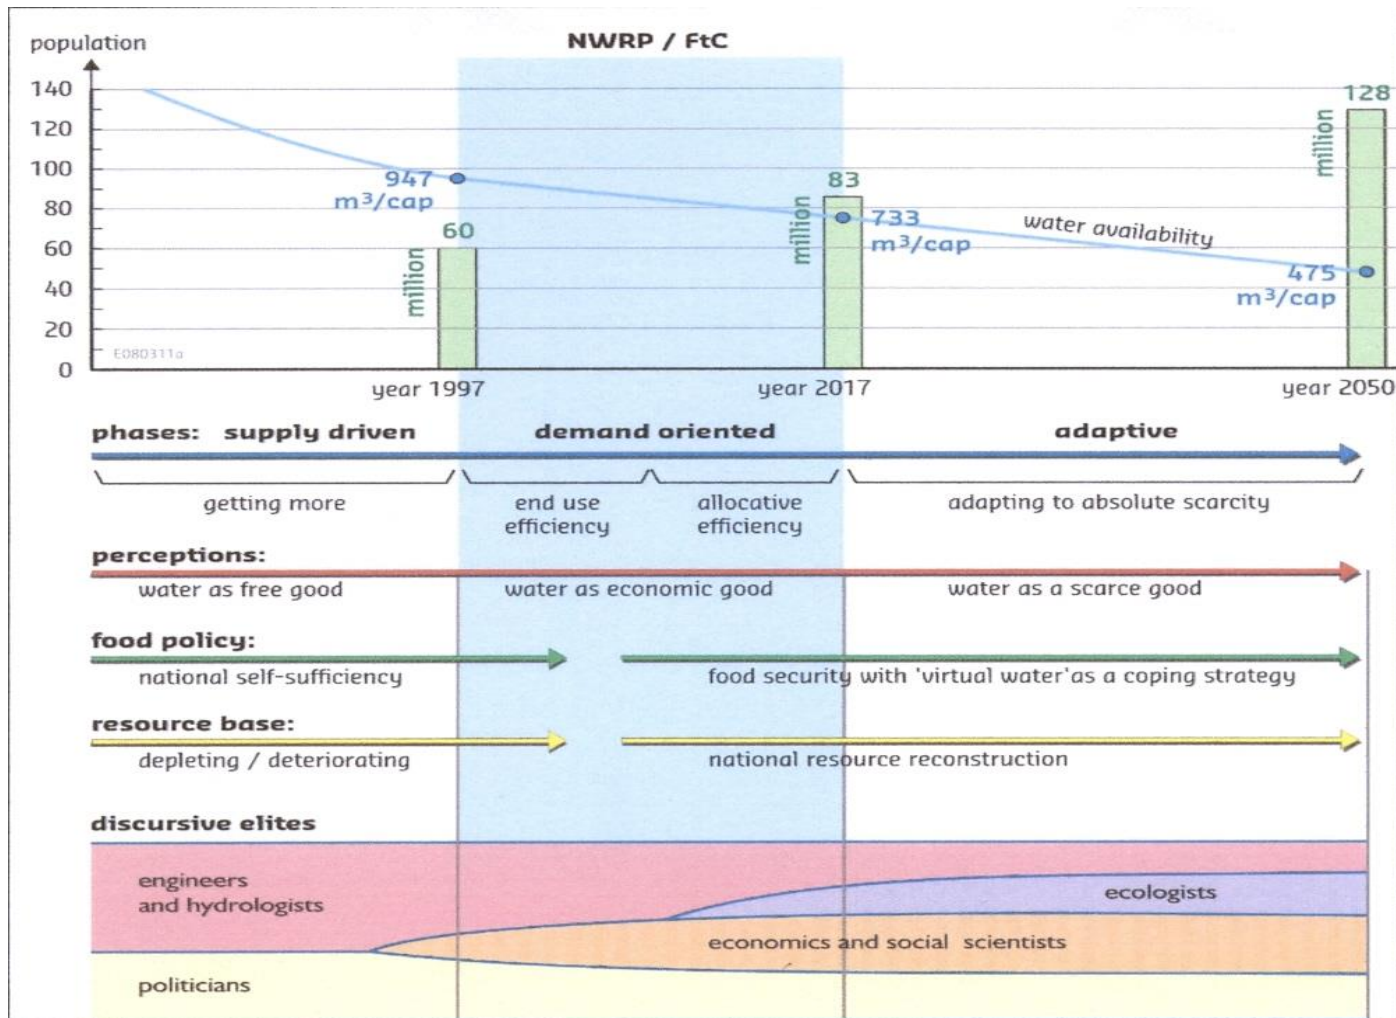 population
NWRP / FtC
140
120
100
80
60
40
20
0
947
m³/cap
60
million
83
million
733
m³/cap
water availability
128
million
475
m³/cap
E080311a
year 1997
year 2017
year 2050
phases: supply driven
demand oriented
adaptive
getting more
end use
efficiency
allocative
efficiency
adapting to absolute scarcity
perceptions:
water as free good
water as economic good
water as a scarce good
food policy:
national self-sufficiency
food security with 'virtual water'as a coping strategy
resource base:
depleting / deteriorating
national resource reconstruction
discursive elites
engineers
and hydrologists
ecologists
economics and social scientists
politicians